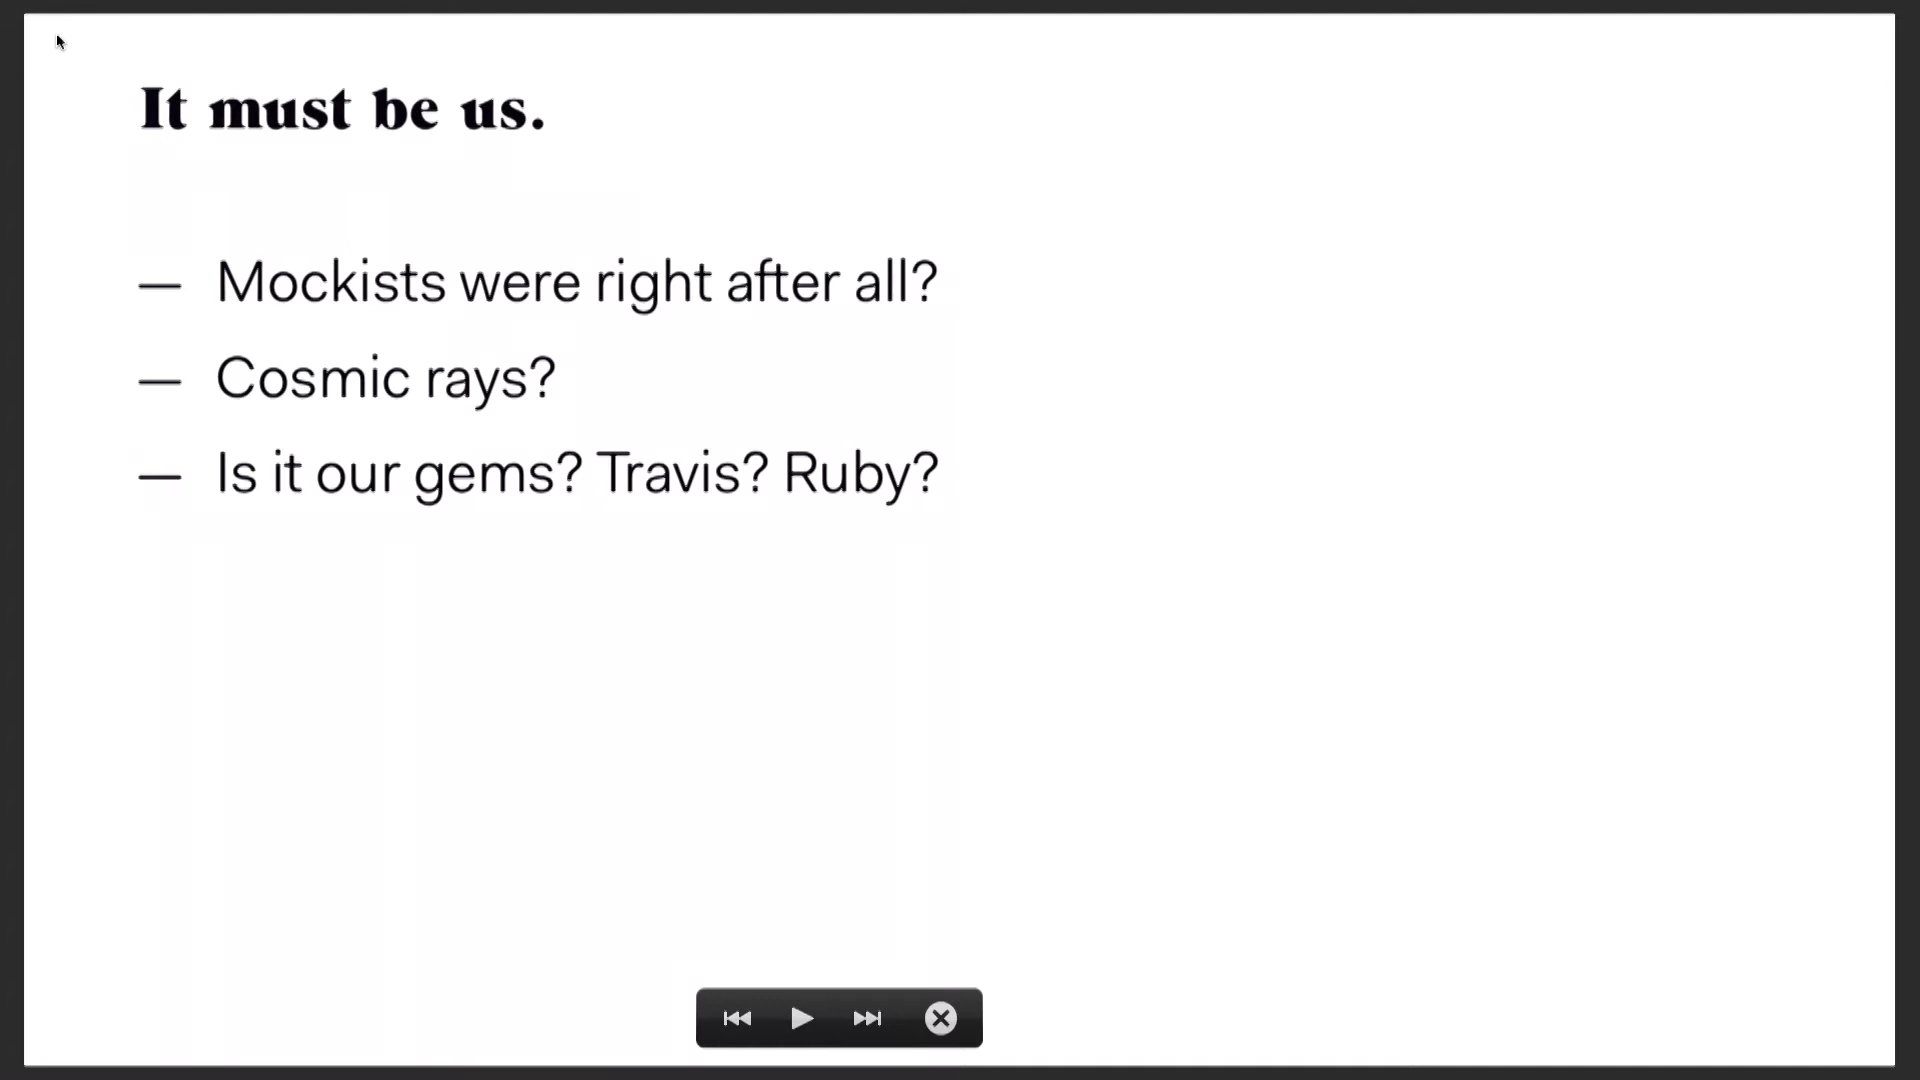 It must be us.
— Mockists were right after all?
— Cosmic rays?
— Is it our gems? Travis? Ruby?